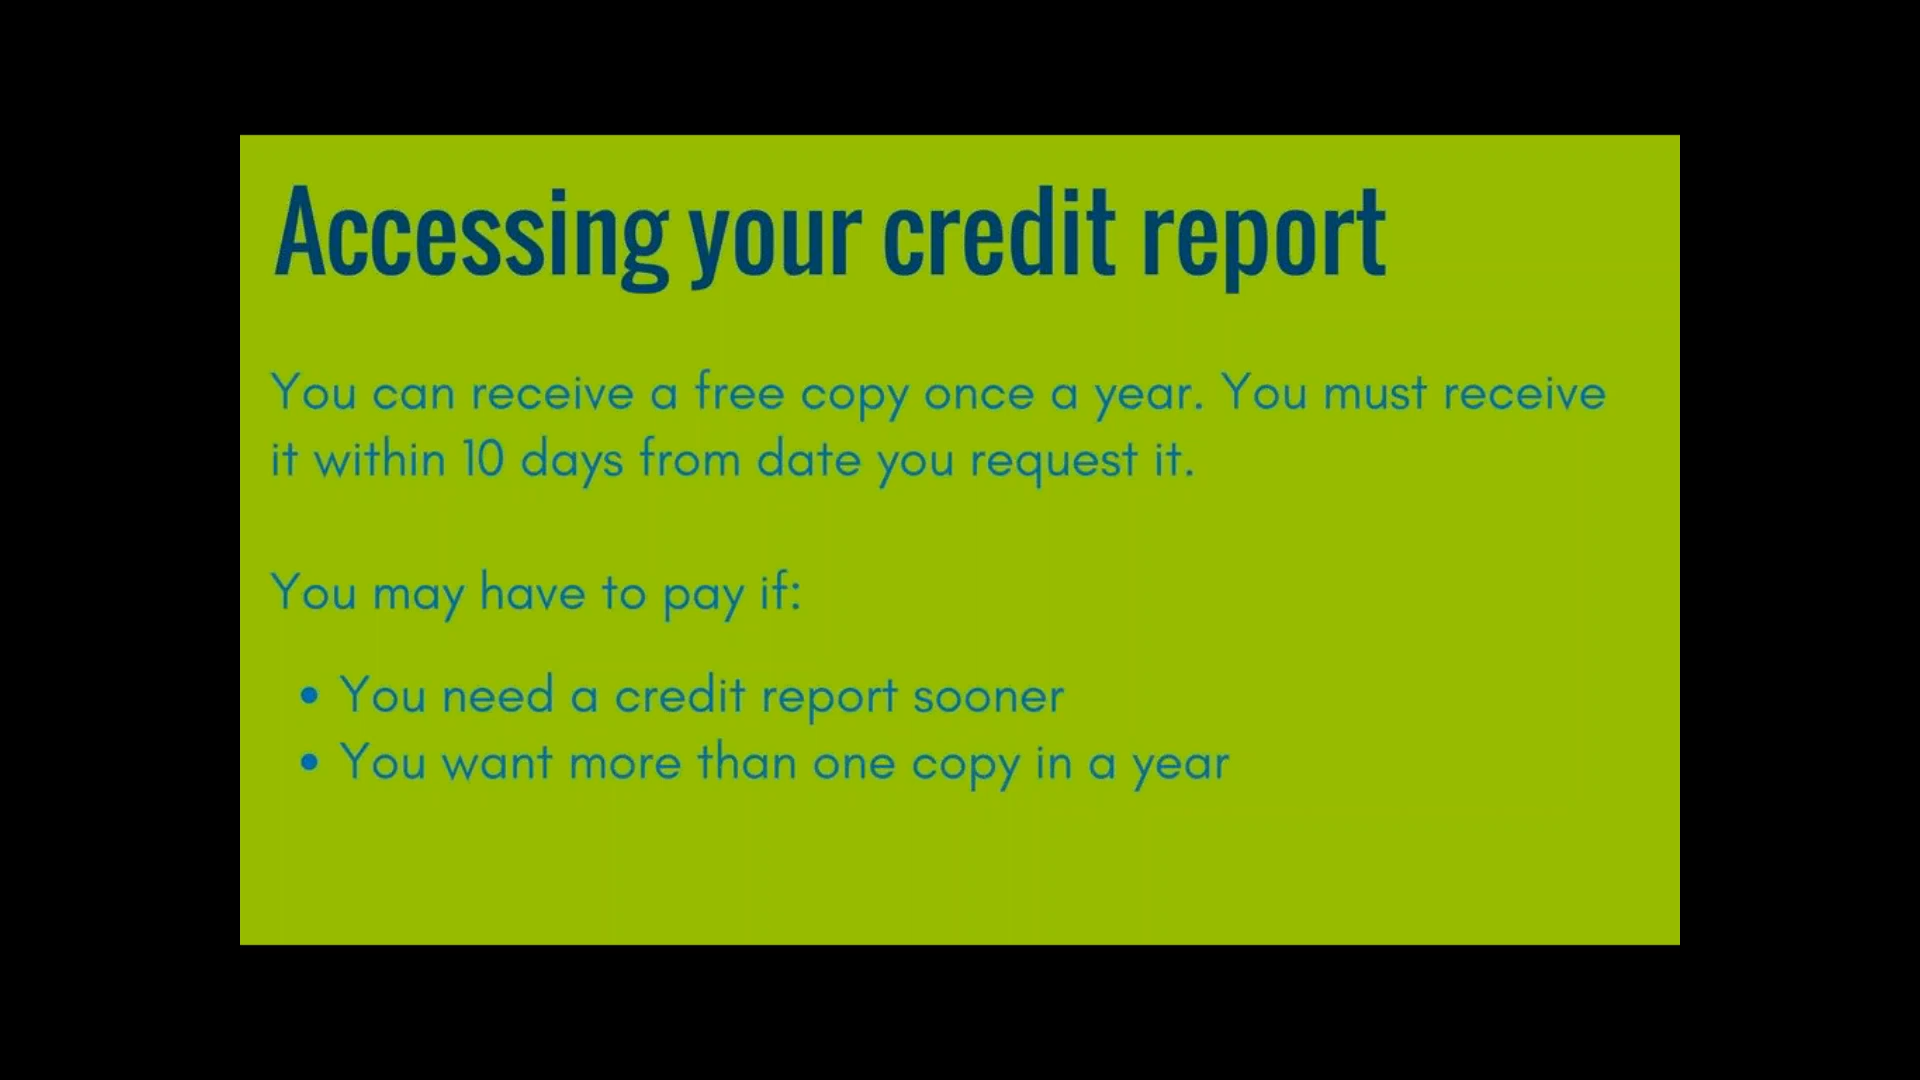 Accessing your credit report
You can receive a free copy once a year. You must receive
it within 10 days from date you request it.
You may have to pay if:
• You need a credit report sooner
• You want more than one copy in a year